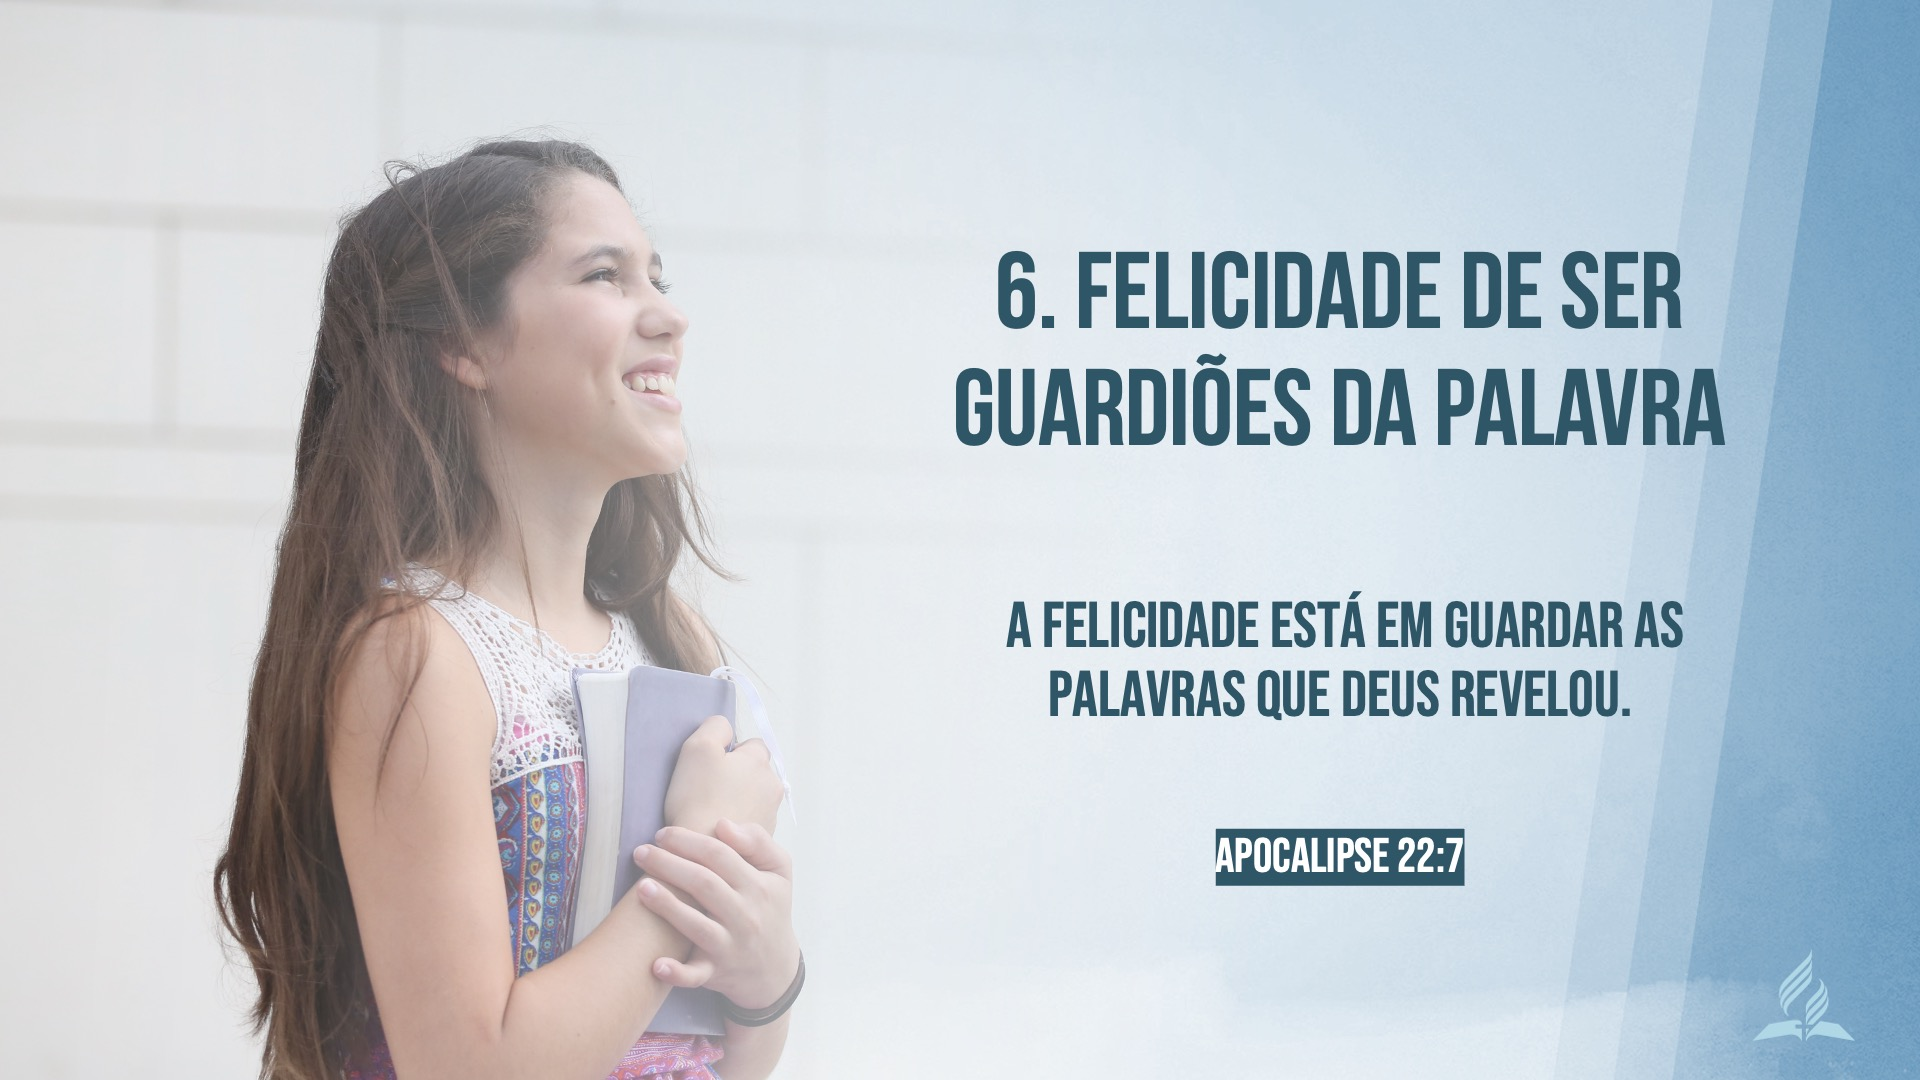 6. FELICIDADE DE SER
GUARDIÕES DA PALAVRA
A FELICIDADE ESTÁ EM GUARDAR AS
PALAVRAS QUE DEUS REVELOU.
APOCALIPSE 22:7